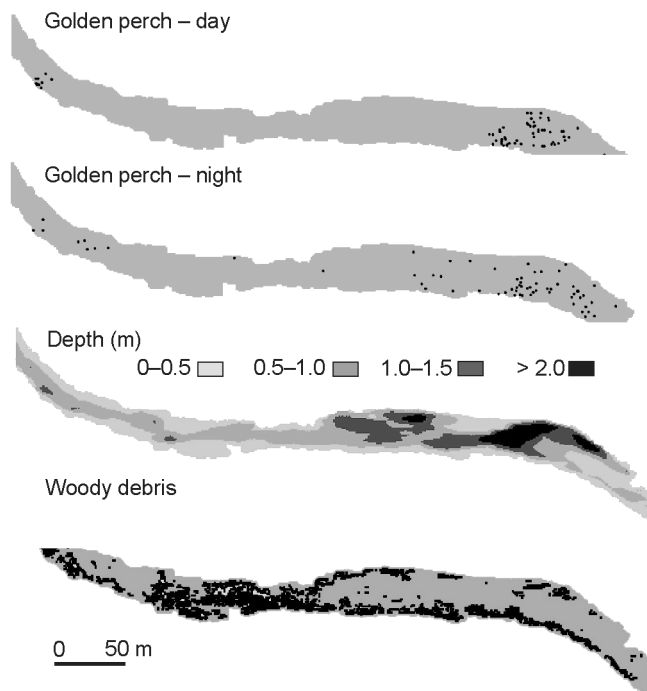 Golden perch – day
Golden perch – night
Depth (m)
0–0.5 0.5–1.0 1.0–1.5 > 2.0
Woody debris
0 50 m